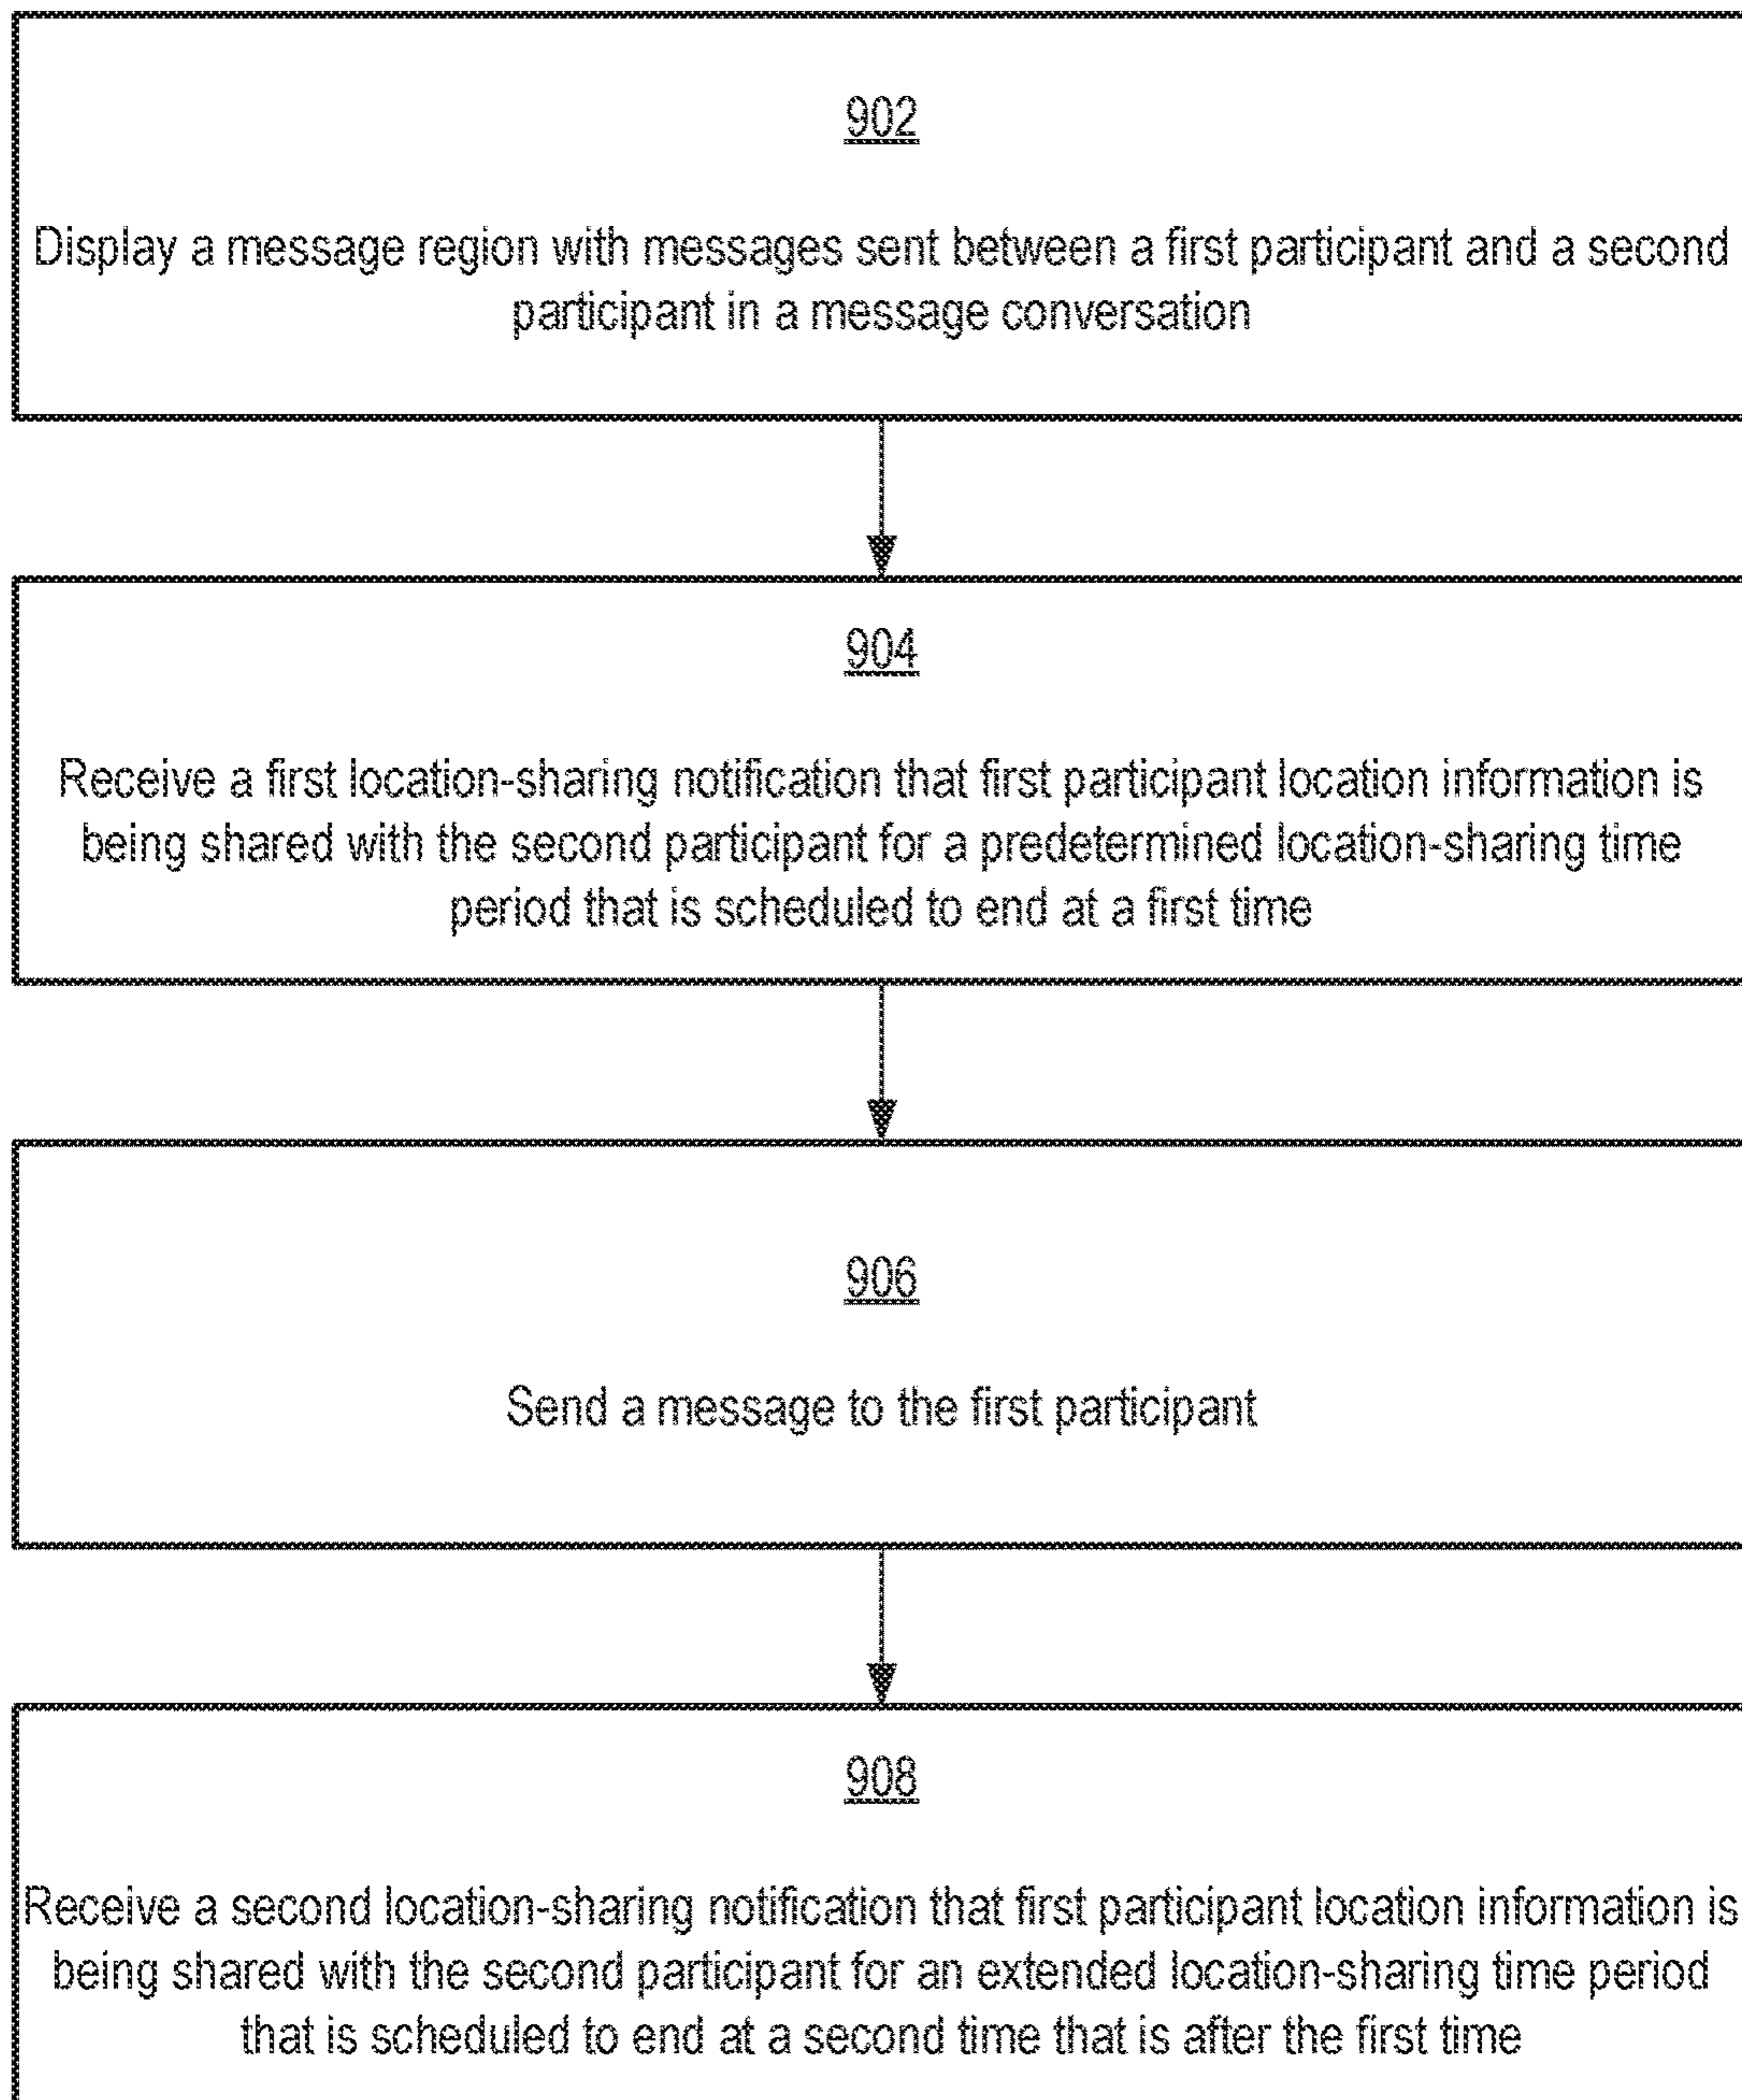 902
Display a message region with messages sent between a first participant and a second
participant in a message conversation
904
Receive a first location-sharing notification that first participant location information is
being shared with the second participant for a predetermined location-sharing time
period that is scheduled to end at a first time
906
Send a message to the first participant
908
Receive a second location-sharing notification that first participant location information is
being shared with the second participant for an extended location-sharing time period
that is scheduled to end at a second time that is after the first time